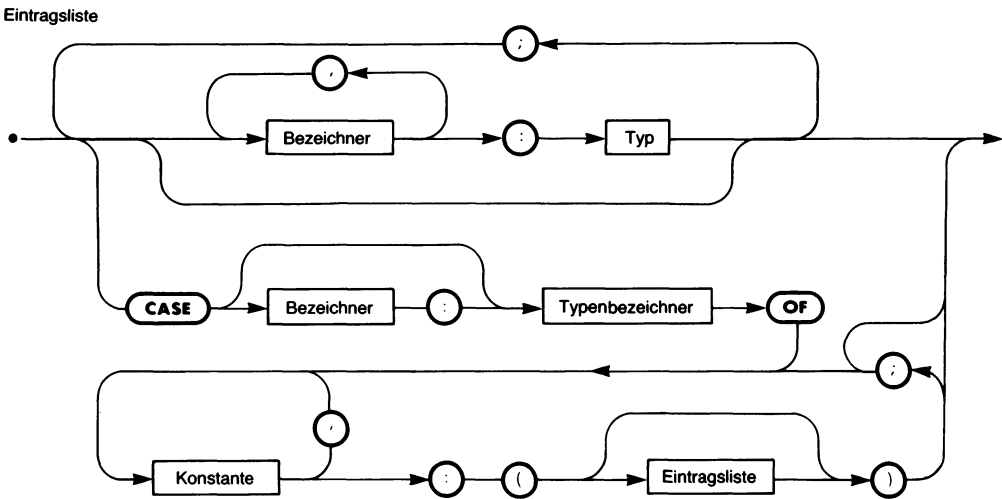 Eintragsliste
;
,
Bezeichner : Typ
CASE Bezeichner : Typenbezeichner OF
;
,
Konstante : ( Eintragsliste )